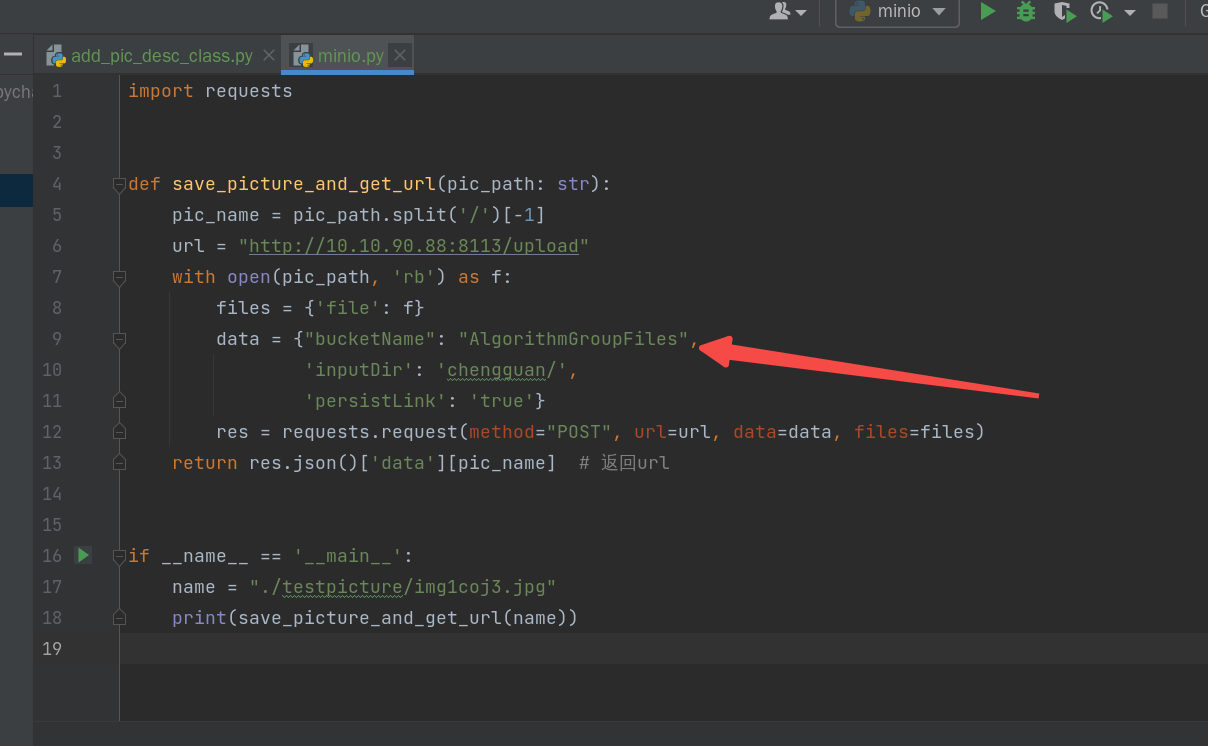 minio
add_pic_desc_class.py
minio.py
1 import requests
2
3
4 def save_picture_and_get_url(pic_path: str):
5     pic_name = pic_path.split('/')[-1]
6     url = "http://10.10.90.88:8113/upload"
7     with open(pic_path, 'rb') as f:
8         files = {'file': f}
9         data = {"bucketName": "AlgorithmGroupFiles",
10                 'inputDir': 'chengguan/',
11                 'persistLink': 'true'}
12         res = requests.request(method="POST", url=url, data=data, files=files)
13     return res.json()['data'][pic_name]  # 返回url
14
15
16 if __name__ == '__main__':
17     name = "./testpicture/img1coj3.jpg"
18     print(save_picture_and_get_url(name))
19